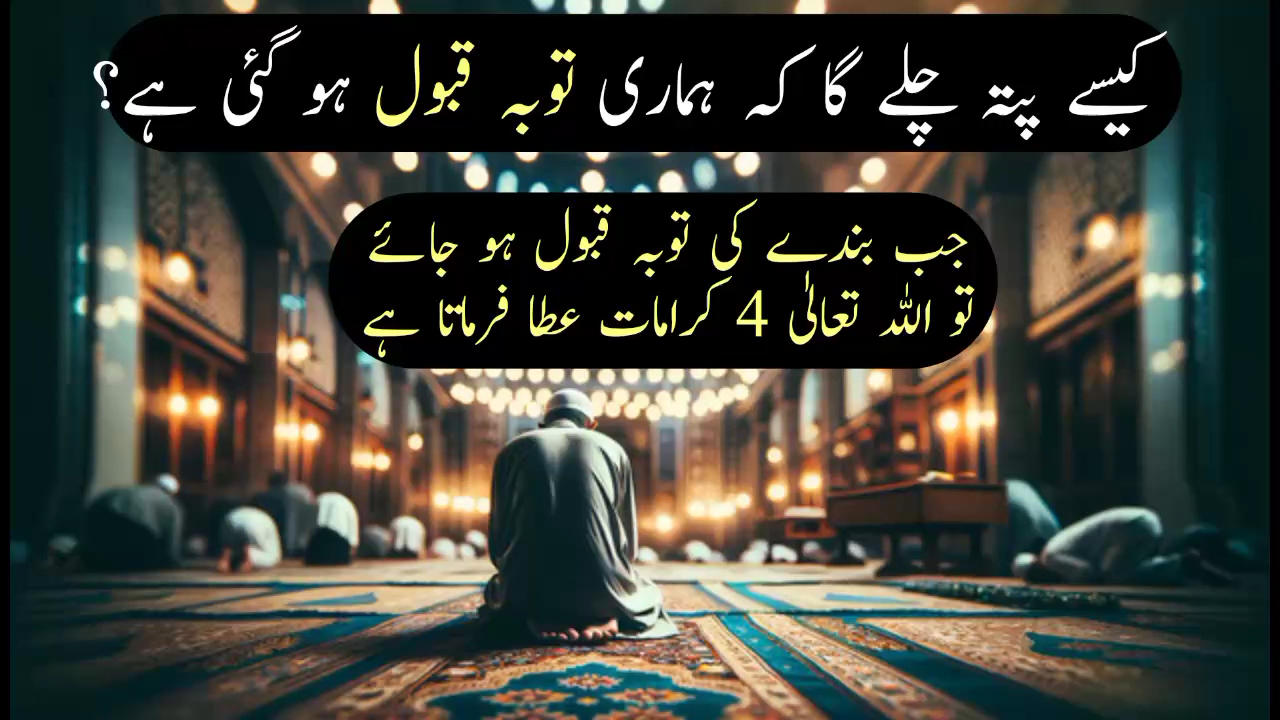 کیسے پتہ چلے گا کہ ہماری توبہ قبول ہو گئی ہے؟
جب بندے کی توبہ قبول ہو جائے
تو اللہ تعالیٰ 4 کرامات عطا فرماتا ہے